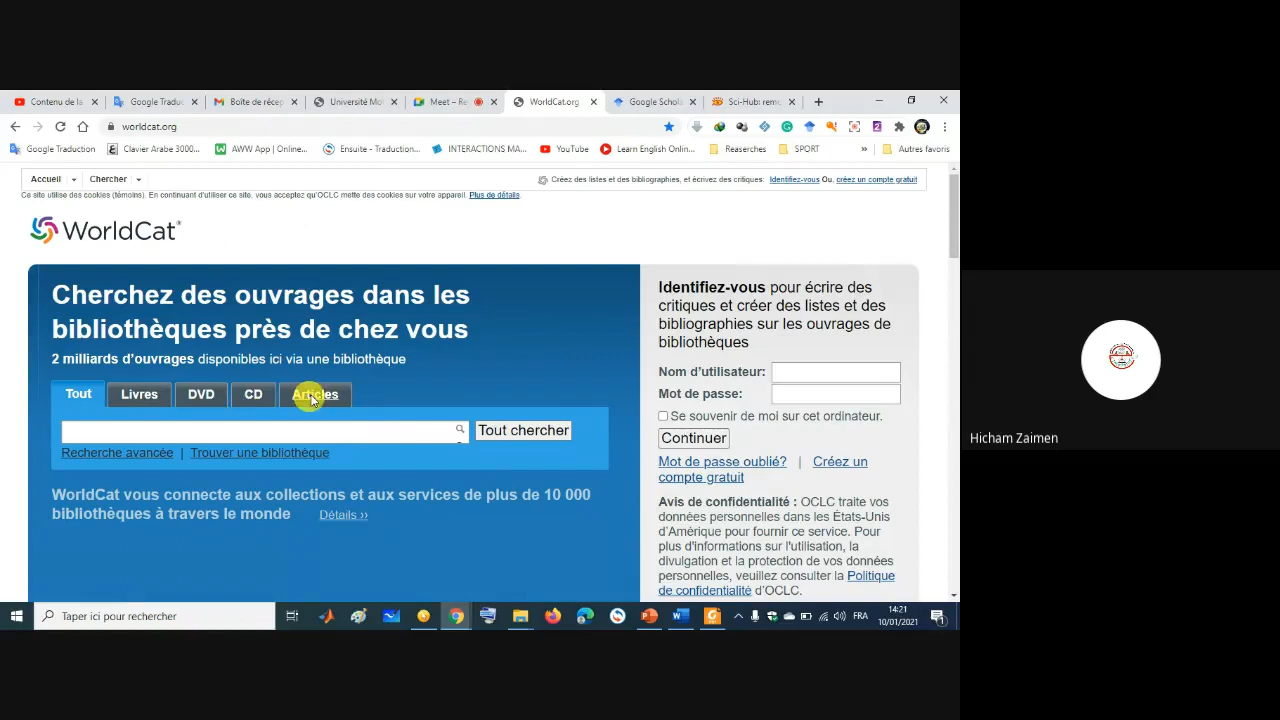 Contenu de la
Google Traduc
Boîte de récep
Université Mo
Meet – Re
WorldCat.org
Google Schola
Sci-Hub: remo
worldcat.org
Google Traduction
Clavier Arabe 3000...
AWW App | Online...
Ensuite - Traduction...
INTERACTIONS MA...
YouTube
Learn English Onlin...
Reaserches
SPORT
»
Autres favoris
Accueil
Chercher
Créez des listes et des bibliographies, et écrivez des critiques: Identifiez-vous Ou, créez un compte gratuit
Ce site utilise des cookies (témoins). En continuant d'utiliser ce site, vous acceptez qu'OCLC mette des cookies sur votre appareil. Plus de détails.
WorldCat®
Cherchez des ouvrages dans les
bibliothèques près de chez vous
2 milliards d'ouvrages disponibles ici via une bibliothèque
Tout
Livres
DVD
CD
Articles
Tout chercher
Recherche avancée | Trouver une bibliothèque
WorldCat vous connecte aux collections et aux services de plus de 10 000
bibliothèques à travers le monde Détails ››
Identifiez-vous pour écrire des
critiques et créer des listes et des
bibliographies sur les ouvrages de
bibliothèques
Nom d'utilisateur:
Mot de passe:
Se souvenir de moi sur cet ordinateur.
Continuer
Mot de passe oublié? | Créez un
compte gratuit
Avis de confidentialité : OCLC traite vos
données personnelles dans les États-Unis
d'Amérique pour fournir ce service. Pour
plus d'informations sur l'utilisation, la
divulgation et la protection de vos données
personnelles, veuillez consulter la Politique
de confidentialité d'OCLC.
Hicham Zaimen
Taper ici pour rechercher
FRA
14:21
10/01/2021